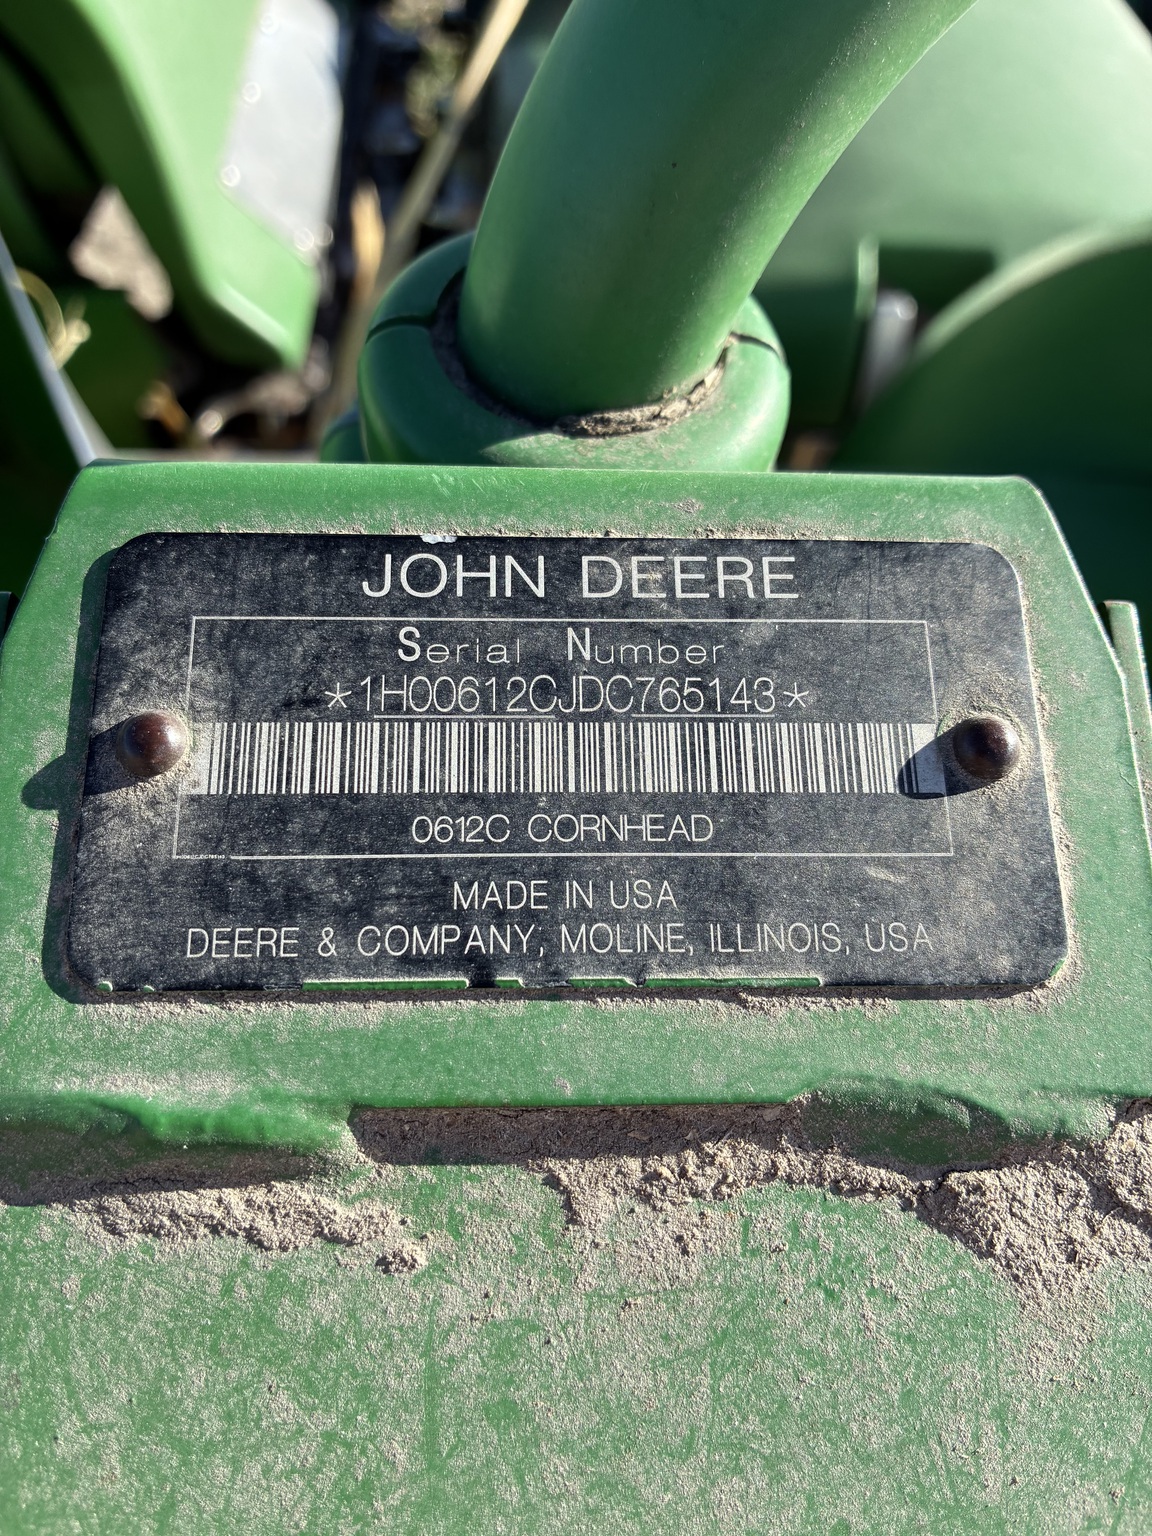 JOHN DEERE
Serial Number
*1H00612CJDC765143*
0612C CORNHEAD
MADE IN USA
DEERE & COMPANY, MOLINE, ILLINOIS, USA